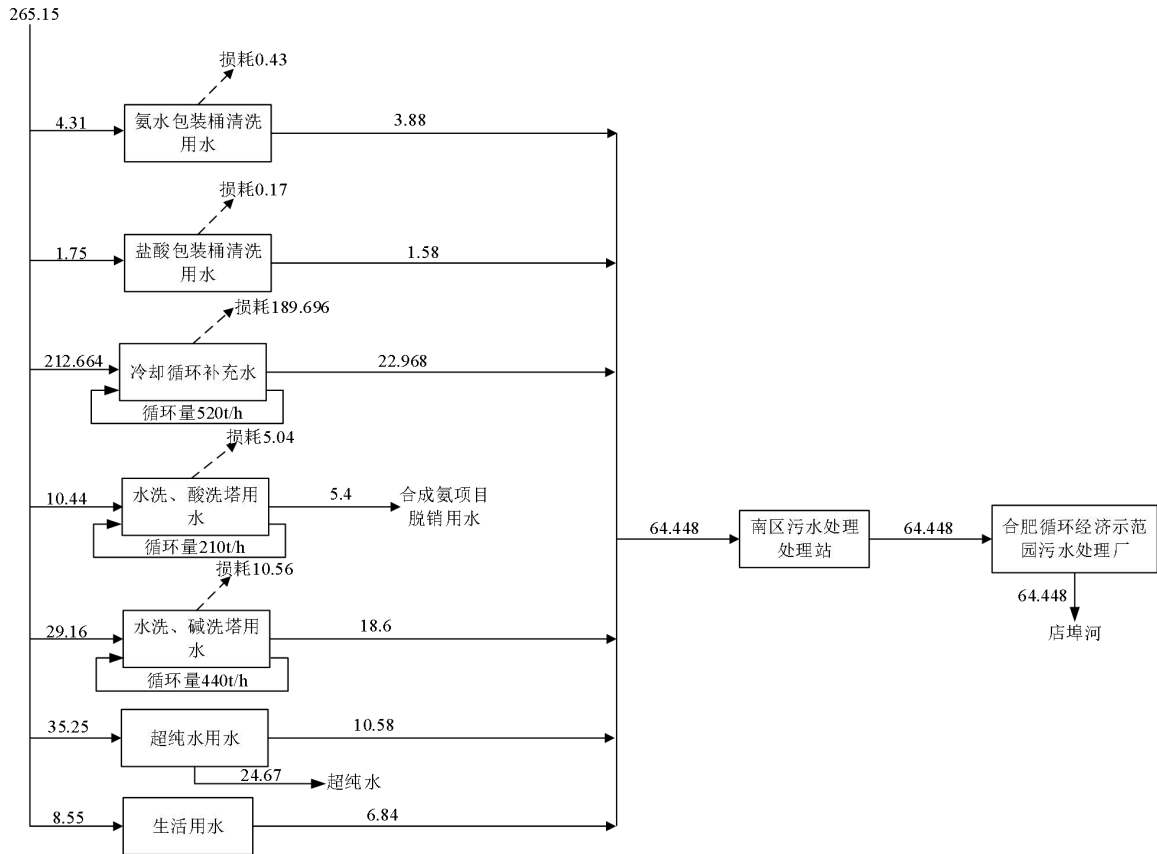 265.15
损耗0.43
4.31
氨水包装桶清洗
用水
3.88
损耗0.17
1.75
盐酸包装桶清洗
用水
1.58
损耗189.696
212.664
冷却循环补充水
22.968
循环量520t/h
损耗5.04
10.44
水洗、酸洗塔用
水
5.4
合成氨项目
脱销用水
循环量210t/h
64.448
南区污水处理
处理站
64.448
合肥循环经济示范
园污水处理厂
64.448
店埠河
损耗10.56
29.16
水洗、碱洗塔用
水
18.6
循环量440t/h
35.25
超纯水用水
10.58
24.67
超纯水
8.55
生活用水
6.84